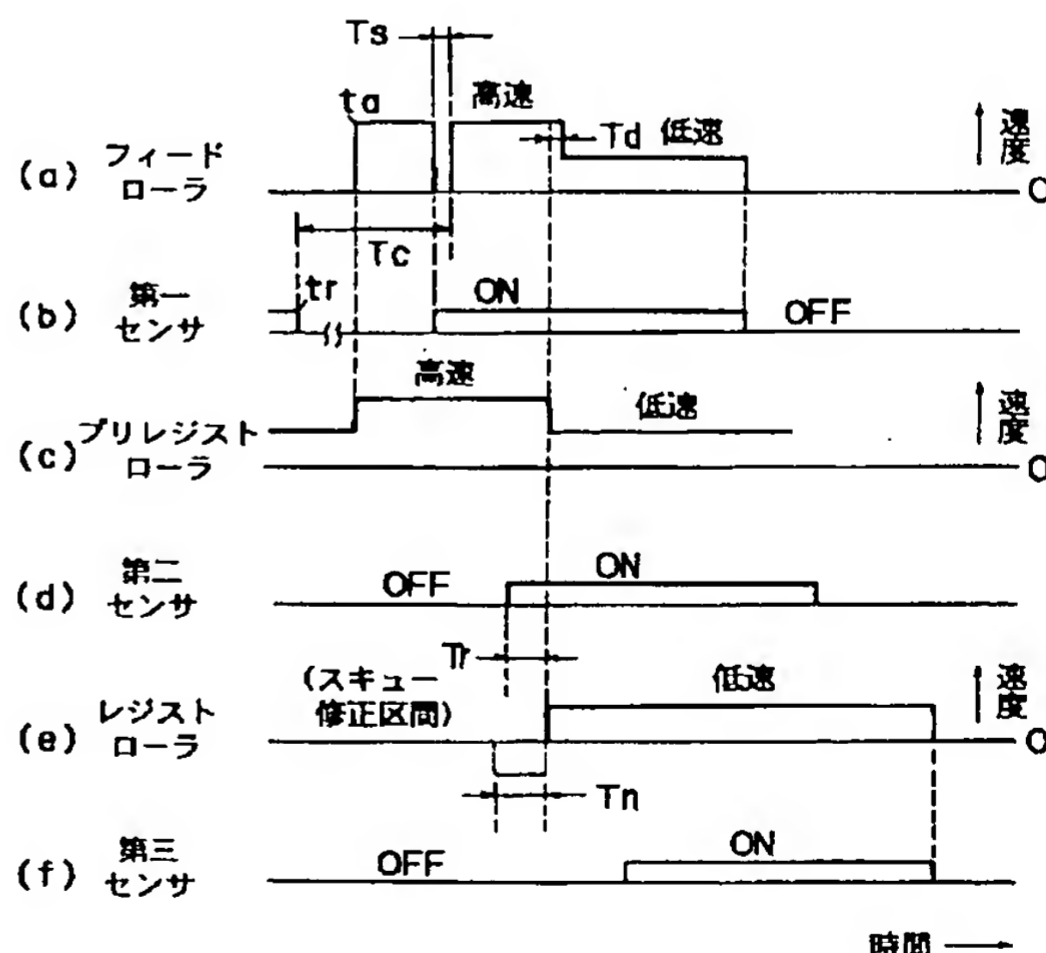 Ts
ta
高速
Td
低速
速度
(a)
フィード
ローラ
0
Tc
tr
(b)
第一
センサ
ON
OFF
高速
低速
速度
(c)
プリレジスト
ローラ
0
(d)
第二
センサ
OFF
ON
Tr
(スキュー
修正区間)
低速
速度
(e)
レジスト
ローラ
0
Tn
(f)
第三
センサ
OFF
ON
時間